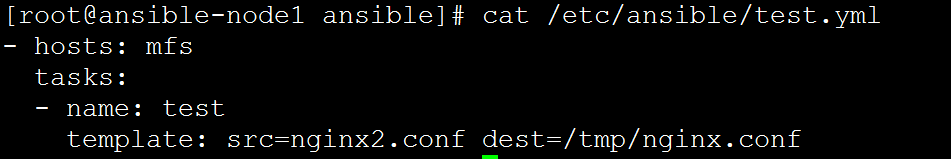 [root@ansible-node1 ansible]# cat /etc/ansible/test.yml
- hosts: mfs
  tasks:
  - name: test
    template: src=nginx2.conf dest=/tmp/nginx.conf